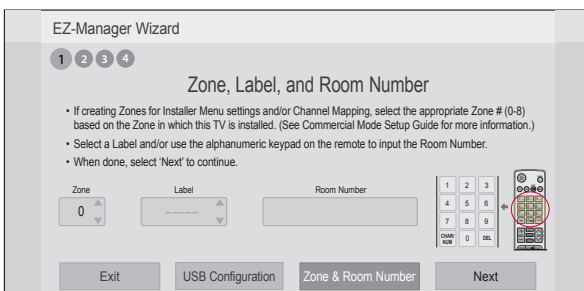 EZ-Manager Wizard
1 2 3 4
Zone, Label, and Room Number
• If creating Zones for Installer Menu settings and/or Channel Mapping, select the appropriate Zone # (0-8)
based on the Zone in which this TV is installed. (See Commercial Mode Setup Guide for more information.)
• Select a Label and/or use the alphanumeric keypad on the remote to input the Room Number.
• When done, select ‘Next’ to continue.
Zone Label Room Number
0 -----
1 2 3
4 5 6
7 8 9
CHAR/
NUM 0 DEL
Exit USB Configuration Zone & Room Number Next